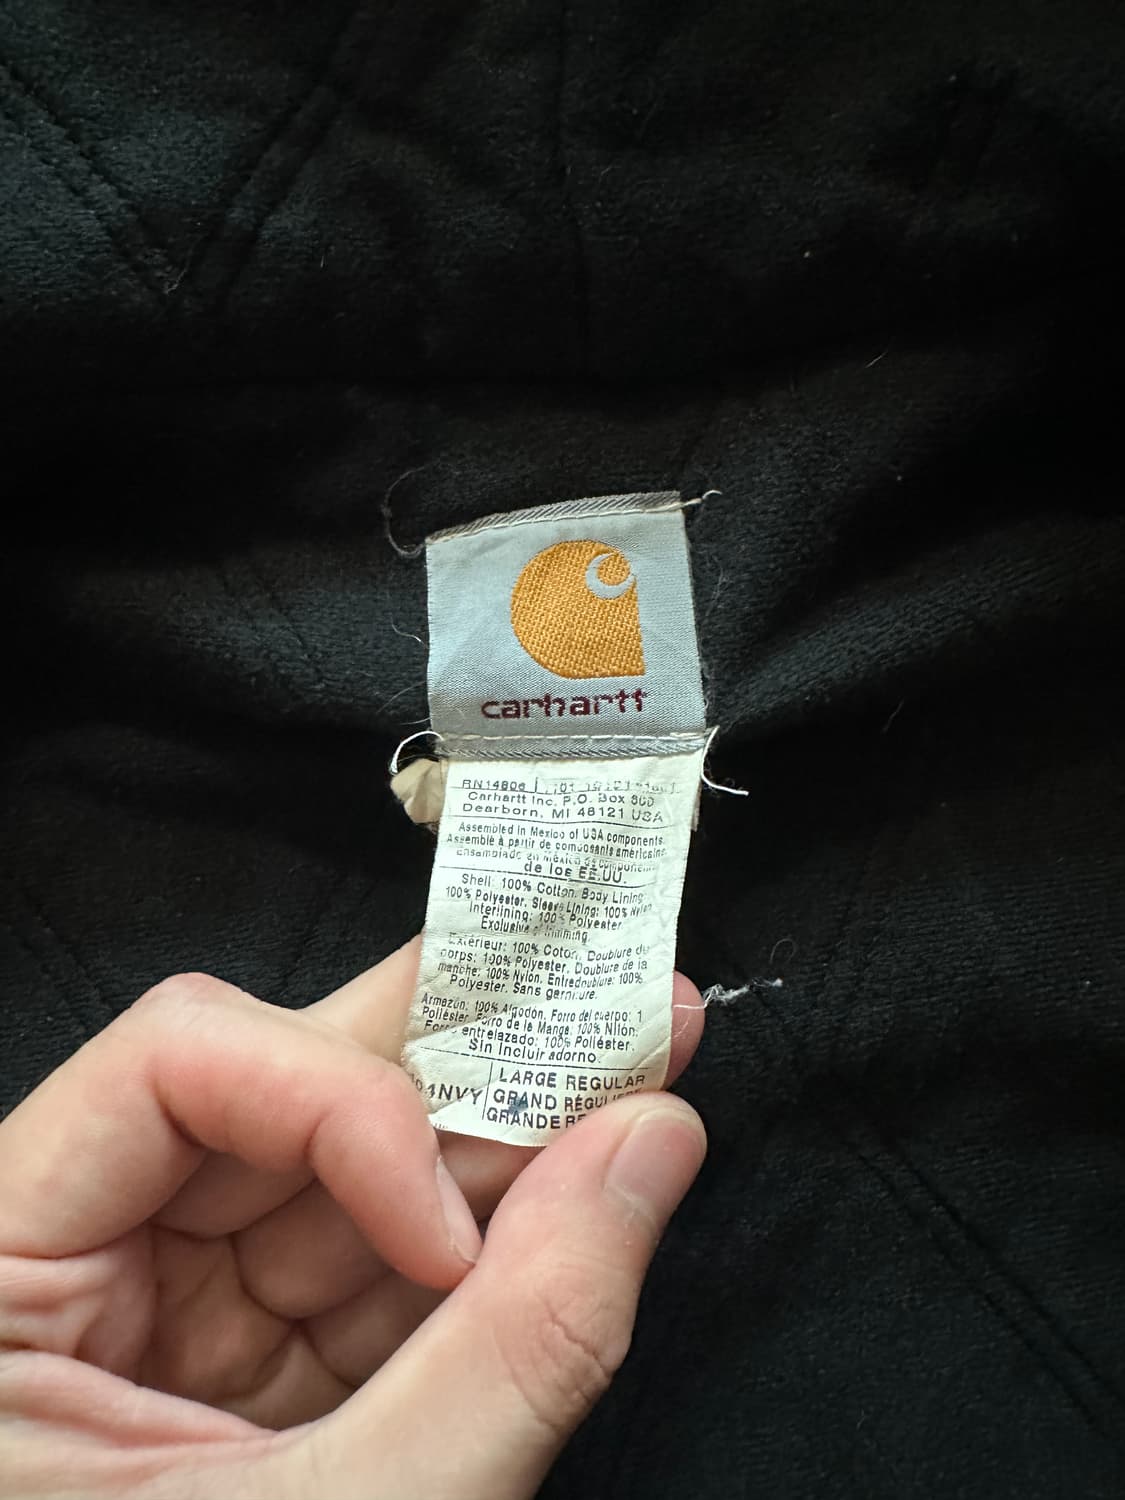 carhartt
RN14806
Carhartt Inc. P.O. Box 600
Dearborn, MI 48121 USA
Assembled in Mexico of USA components.
Assemblé à partir de composants américains
Ensamblado en México de componentes
de los EE.UU.
Shell: 100% Cotton. Body Lining:
100% Polyester. Sleeve Lining: 100% Nylon
Interlining: 100% Polyester
Exclusive trimming.
Extérieur: 100% Coton. Doublure du
corps: 100% Polyester. Doublure de la
manche: 100% Nylon. Entredoublure: 100%
Polyester. Sans garniture.
Armazón: 100% Algodón. Forro del cuerpo: 1
Poliéster. Forro de la Manga: 100% Nilón.
Forro entrelazado: 100% Poliéster.
Sin Incluir adorno.
NVY LARGE REGULAR
GRAND
GRANDE